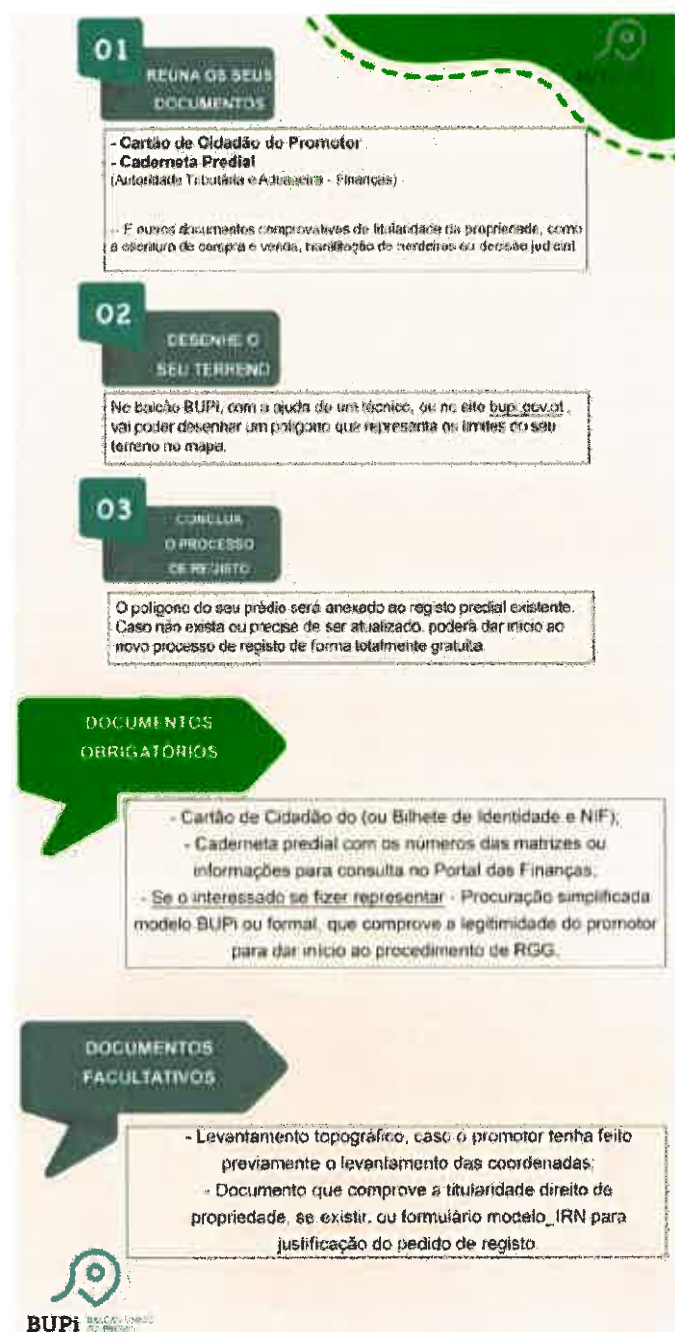 01
REUNA OS SEUS
DOCUMENTOS
- Cartão de Cidadão do Promotor
- Caderneta Predial
(Autoridade Tributária e Aduaneira - Finanças)
- E outros documentos comprovativos de titularidade da propriedade, como
a escritura de compra e venda, habilitação de herdeiros ou decisão judicial
02
DESENHE O
SEU TERRENO
No balcão BUPi, com a ajuda de um técnico, ou no site bupi.gov.pt ,
vai poder desenhar um polígono que representa os limites do seu
terreno no mapa.
03
CONCLUA
O PROCESSO
DE REGISTO
O polígono do seu prédio será anexado ao registo predial existente.
Caso não exista ou precise de ser atualizado, poderá dar início ao
novo processo de registo de forma totalmente gratuita.
DOCUMENTOS
OBRIGATÓRIOS
- Cartão de Cidadão do (ou Bilhete de Identidade e NIF);
- Caderneta predial com os números das matrizes ou
informações para consulta no Portal das Finanças;
- Se o interessado se fizer representar - Procuração simplificada
modelo BUPi ou formal, que comprove a legitimidade do promotor
para dar início ao procedimento de RGG.
DOCUMENTOS
FACULTATIVOS
- Levantamento topográfico, caso o promotor tenha feito
previamente o levantamento das coordenadas;
- Documento que comprove a titularidade direito de
propriedade, se existir, ou formulário modelo_IRN para
justificação do pedido de registo.
BUPi